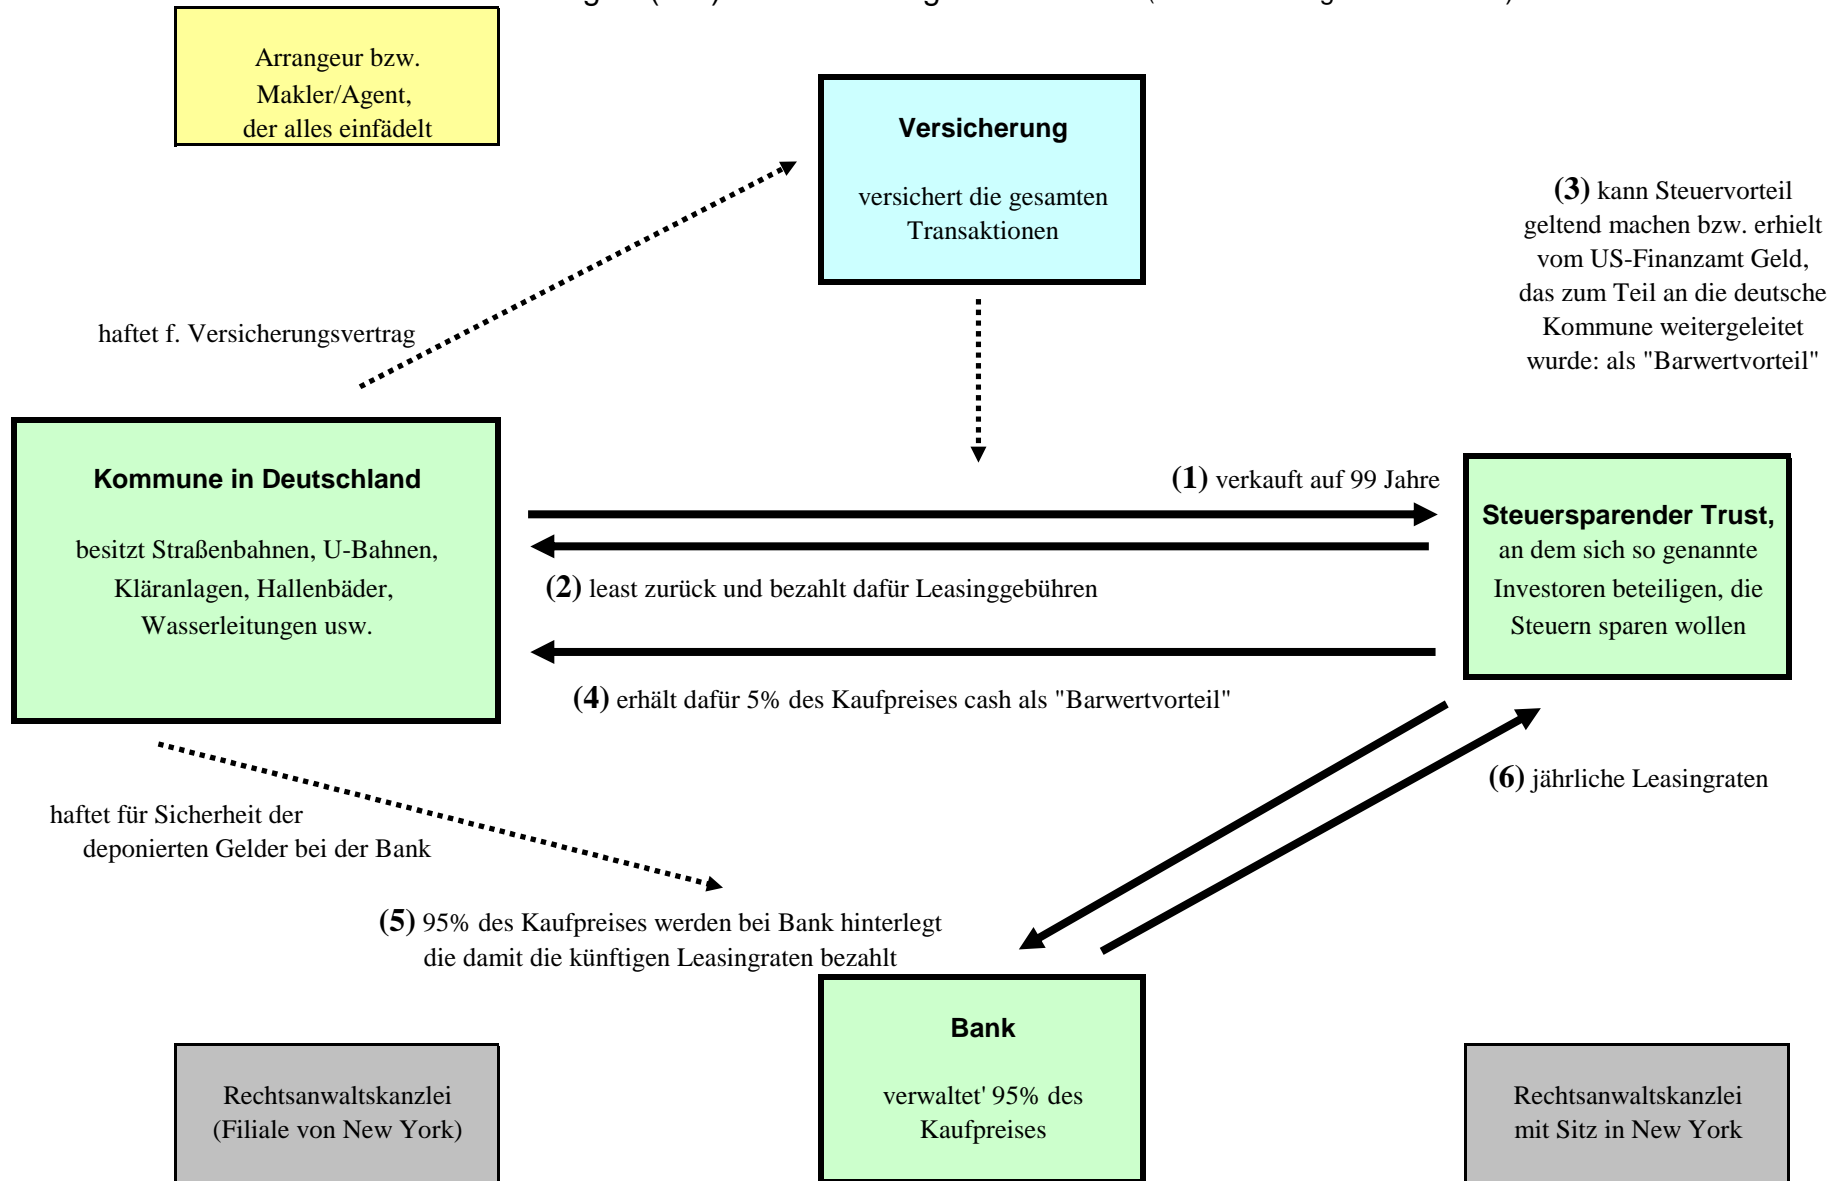 Arrangeur bzw.
Makler/Agent,
der alles einfädelt
Versicherung
versichert die gesamten
Transaktionen
(3) kann Steuervorteil
geltend machen bzw. erhielt
vom US-Finanzamt Geld,
das zum Teil an die deutsche
Kommune weitergeleitet
wurde: als "Barwertvorteil"
haftet f. Versicherungsvertrag
Kommune in Deutschland
besitzt Straßenbahnen, U-Bahnen,
Kläranlagen, Hallenbäder,
Wasserleitungen usw.
(1) verkauft auf 99 Jahre
(2) least zurück und bezahlt dafür Leasinggebühren
(4) erhält dafür 5% des Kaufpreises cash als "Barwertvorteil"
Steuersparender Trust,
an dem sich so genannte
Investoren beteiligen, die
Steuern sparen wollen
(6) jährliche Leasingraten
haftet für Sicherheit der
deponierten Gelder bei der Bank
(5) 95% des Kaufpreises werden bei Bank hinterlegt
die damit die künftigen Leasingraten bezahlt
Bank
verwaltet' 95% des
Kaufpreises
Rechtsanwaltskanzlei
(Filiale von New York)
Rechtsanwaltskanzlei
mit Sitz in New York